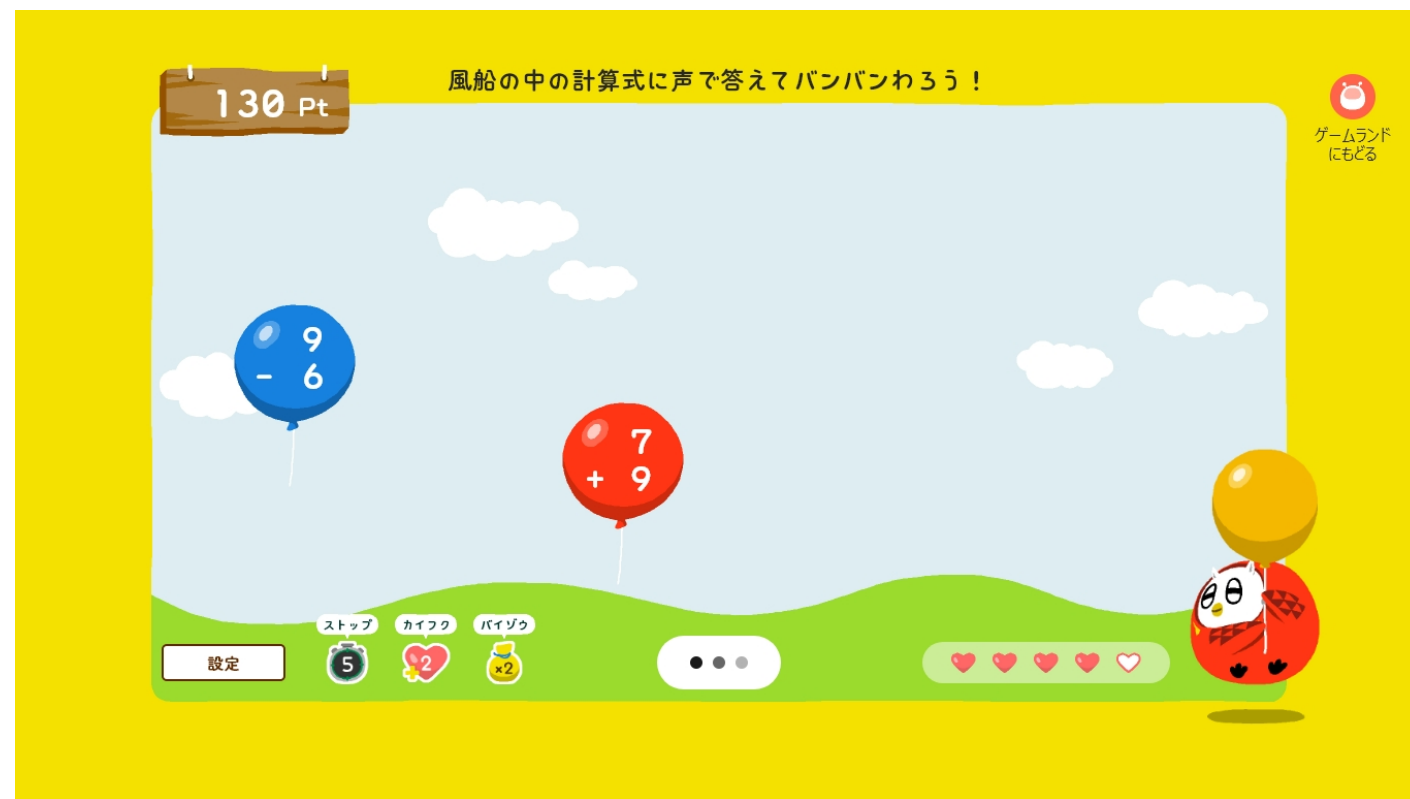 風船の中の計算式に声で答えてバンバンわろう！
130 Pt
ゲームランド
にもどる
9
- 6
7
+ 9
ストップ
カイフク
バイゾウ
設定
5
+2
×2